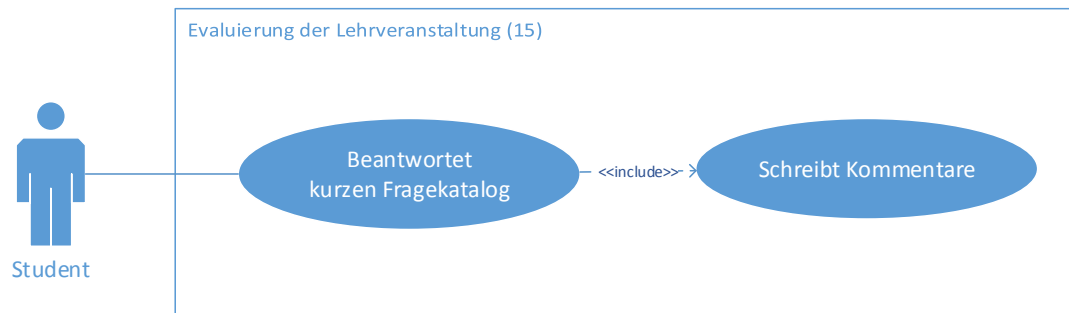 Evaluierung der Lehrveranstaltung (15)
Beantwortet
kurzen Fragekatalog
<<include>>
Schreibt Kommentare
Student